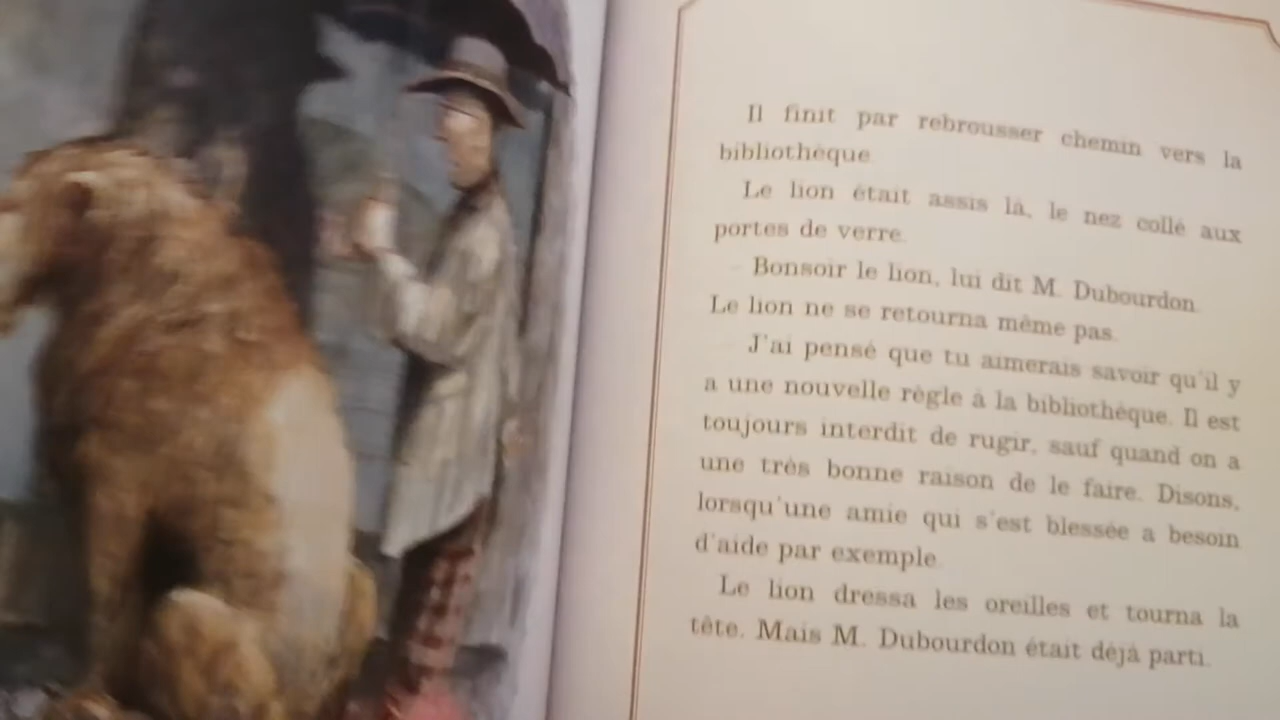 Il finit par rebrousser chemin vers la
bibliothèque.
Le lion était assis là, le nez collé aux
portes de verre.
– Bonsoir le lion, lui dit M. Dubourdon.
Le lion ne se retourna même pas.
J'ai pensé que tu aimerais savoir qu'il y
a une nouvelle règle à la bibliothèque. Il est
toujours interdit de rugir, sauf quand on a
une très bonne raison de le faire. Disons,
lorsqu'une amie qui s'est blessée a besoin
d'aide par exemple.
Le lion dressa les oreilles et tourna la
tête. Mais M. Dubourdon était déjà parti.